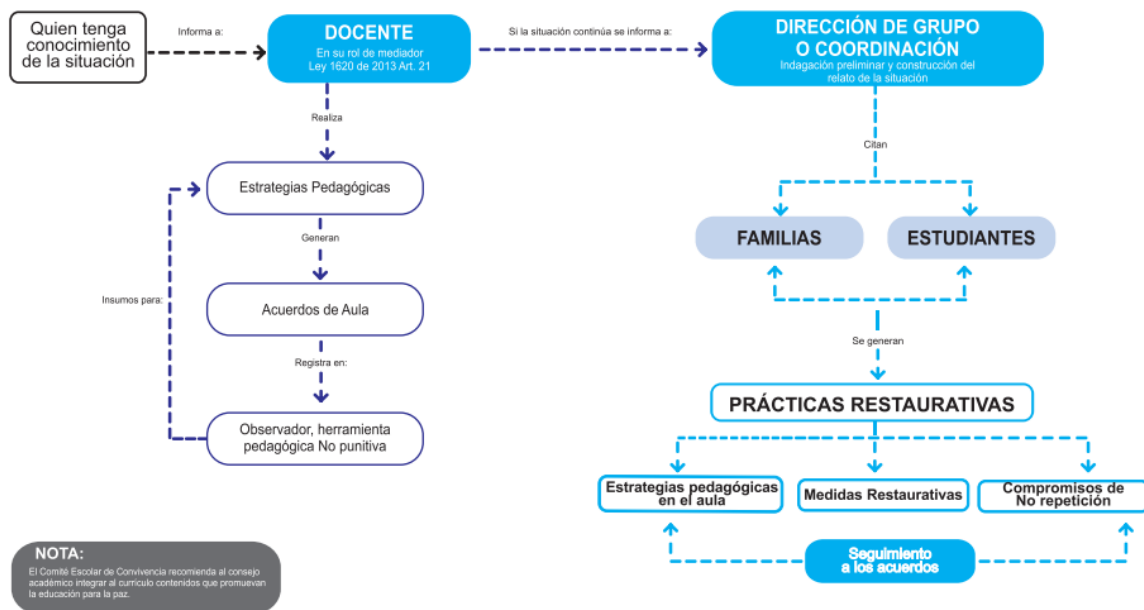 Quien tenga
conocimiento
de la situación
Informa a:
DOCENTE
En su rol de mediador
Ley 1620 de 2013 Art. 21
Si la situación continúa se informa a:
DIRECCIÓN DE GRUPO
O COORDINACIÓN
Indagación preliminar y construcción del
relato de la situación
Realiza
Estrategias Pedagógicas
Generan
Acuerdos de Aula
Insumos para:
Registra en:
Observador, herramienta
pedagógica No punitiva
Citan
FAMILIAS
ESTUDIANTES
Se generan
PRÁCTICAS RESTAURATIVAS
Estrategias pedagógicas
en el aula
Medidas Restaurativas
Compromisos de
No repetición
Seguimiento
a los acuerdos
NOTA:
El Comité Escolar de Convivencia recomienda al consejo
académico integrar al currículo contenidos que promuevan
la educación para la paz.